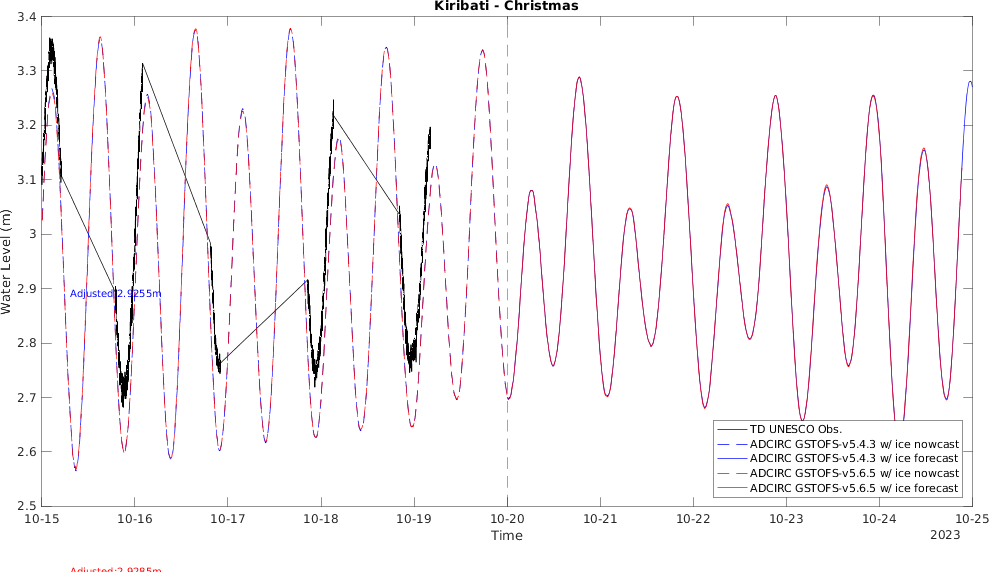 Kiribati - Christmas
3.4
3.3
3.2
3.1
3
2.9
2.8
2.7
2.6
2.5
Water Level (m)
Adjusted:2.9255m
TD UNESCO Obs.
ADCIRC GSTOFS-v5.4.3 w/ ice nowcast
ADCIRC GSTOFS-v5.4.3 w/ ice forecast
ADCIRC GSTOFS-v5.6.5 w/ ice nowcast
ADCIRC GSTOFS-v5.6.5 w/ ice forecast
10-15 10-16 10-17 10-18 10-19 10-20 10-21 10-22 10-23 10-24 10-25
Time
2023
Adjusted:2.9285m